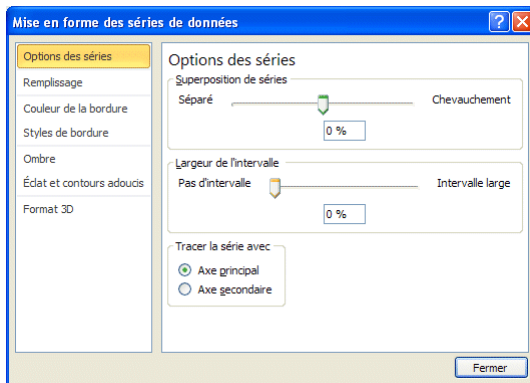 Mise en forme des séries de données
Options des séries
Remplissage
Couleur de la bordure
Styles de bordure
Ombre
Éclat et contours adoucis
Format 3D
Options des séries
Superposition de séries
Séparé Chevauchement
0 %
Largeur de l'intervalle
Pas d'intervalle Intervalle large
0 %
Tracer la série avec
Axe principal
Axe secondaire
Fermer